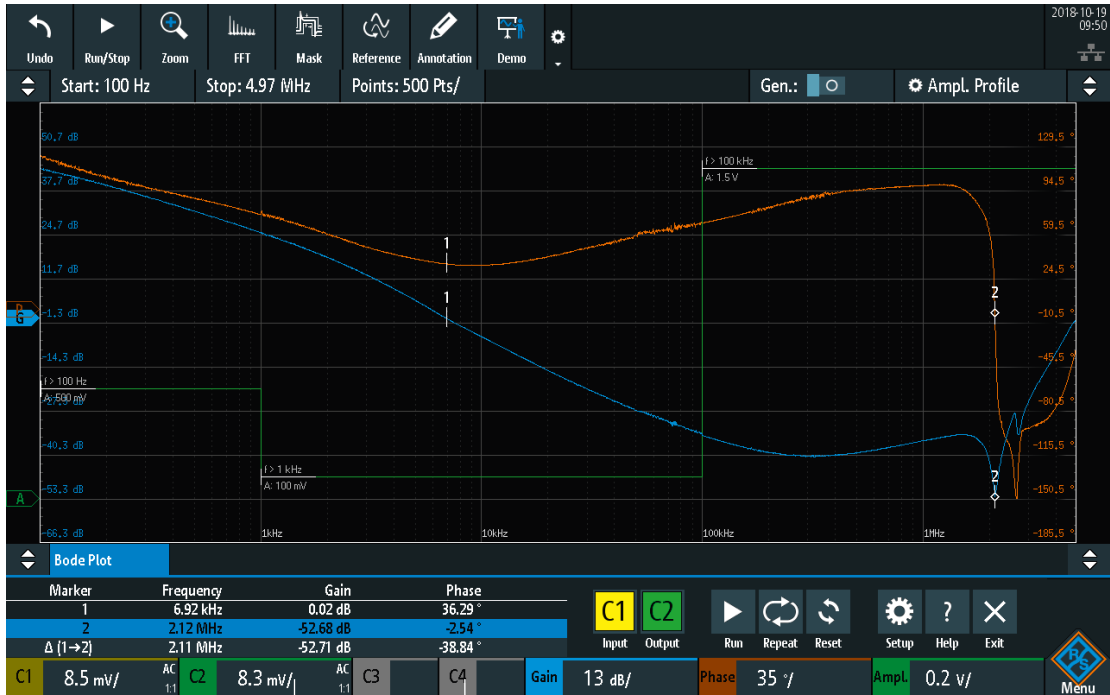 2018-10-19
09:50
Undo Run/Stop Zoom FFT Mask Reference Annotation Demo
Start: 100 Hz Stop: 4.97 MHz Points: 500 Pts/ Gen.: Ampl. Profile
50.7 dB 129.5 °
f > 100 kHz
A: 1.5 V
37.7 dB 94.5 °
24.7 dB 59.5 °
1
11.7 dB 24.5 °
1 2
G -1.3 dB -10.5 °
-14.3 dB -45.5 °
f > 100 Hz
A: 500 mV
-80.5 °
-40.3 dB -115.5 °
f > 1 kHz
2
A: 100 mV
A -53.3 dB -150.5 °
-66.3 dB 1kHz 10kHz 100kHz 1MHz -185.5 °
Bode Plot
Marker Frequency Gain Phase
1 6.92 kHz 0.02 dB 36.29 °
2 2.12 MHz -52.68 dB -2.54 °
Δ (1→2) 2.11 MHz -52.71 dB -38.84 °
C1 C2 ?
Input Output Run Repeat Reset Setup Help Exit
R&S
C1 8.5 mV/ AC 1:1 C2 8.3 mV/ AC 1:1 C3 C4 Gain 13 dB/ Phase 35 °/ Ampl. 0.2 V/ Menu